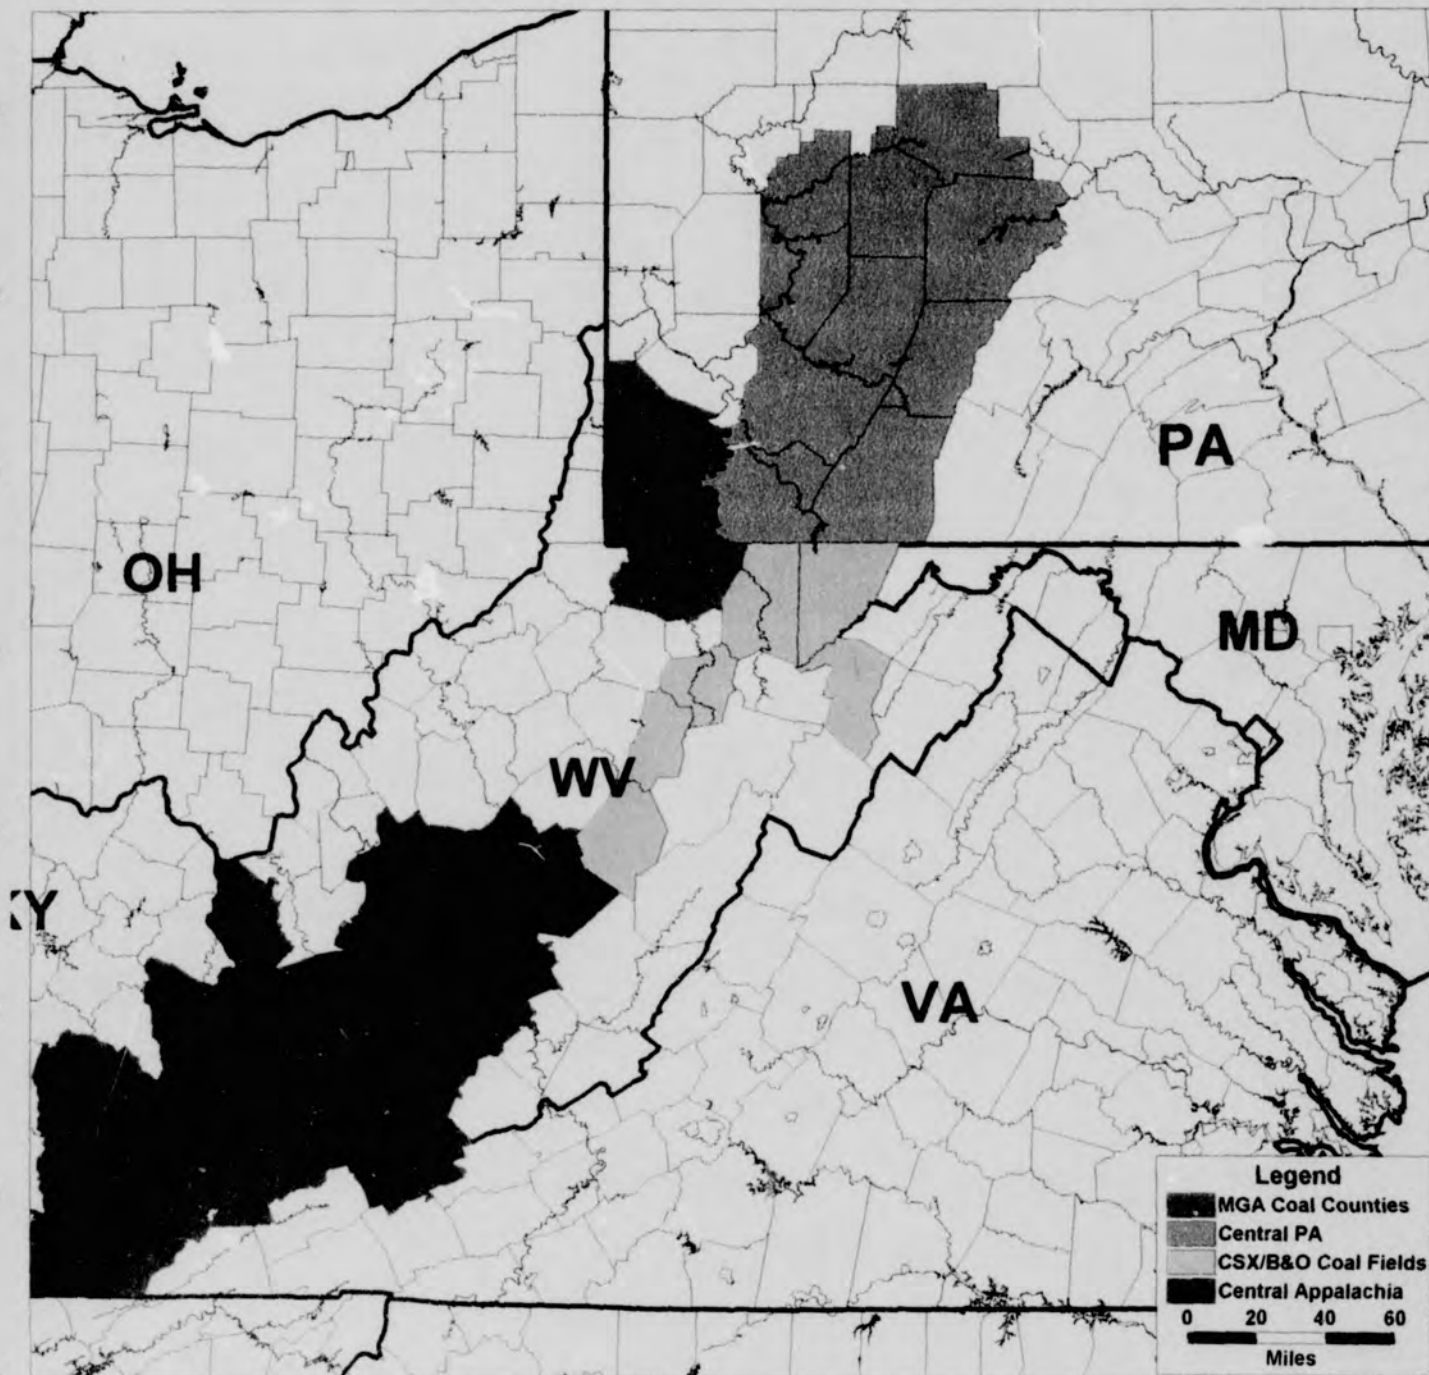 PA
OH
MD
WV
KY
VA
Legend
MGA Coal Counties
Central PA
CSX/B&O Coal Fields
Central Appalachia
0 20 40 60
Miles